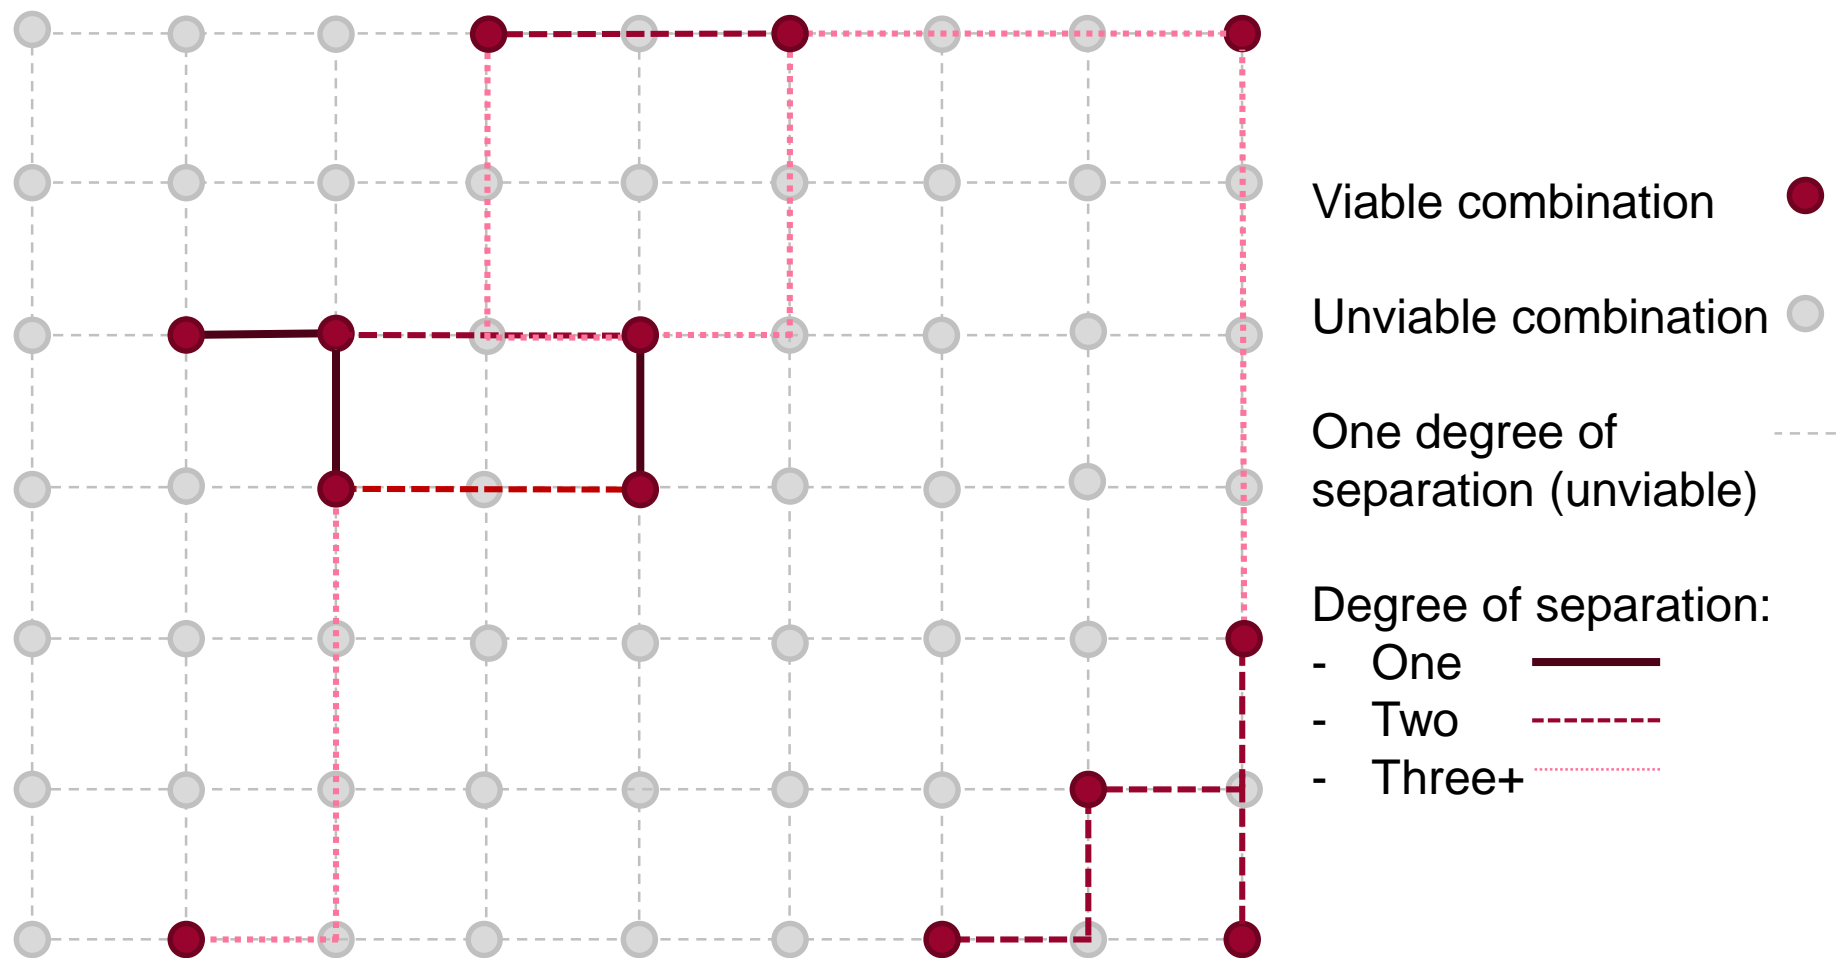 Viable combination
Unviable combination
One degree of
separation (unviable)
Degree of separation:
- One
- Two
- Three+